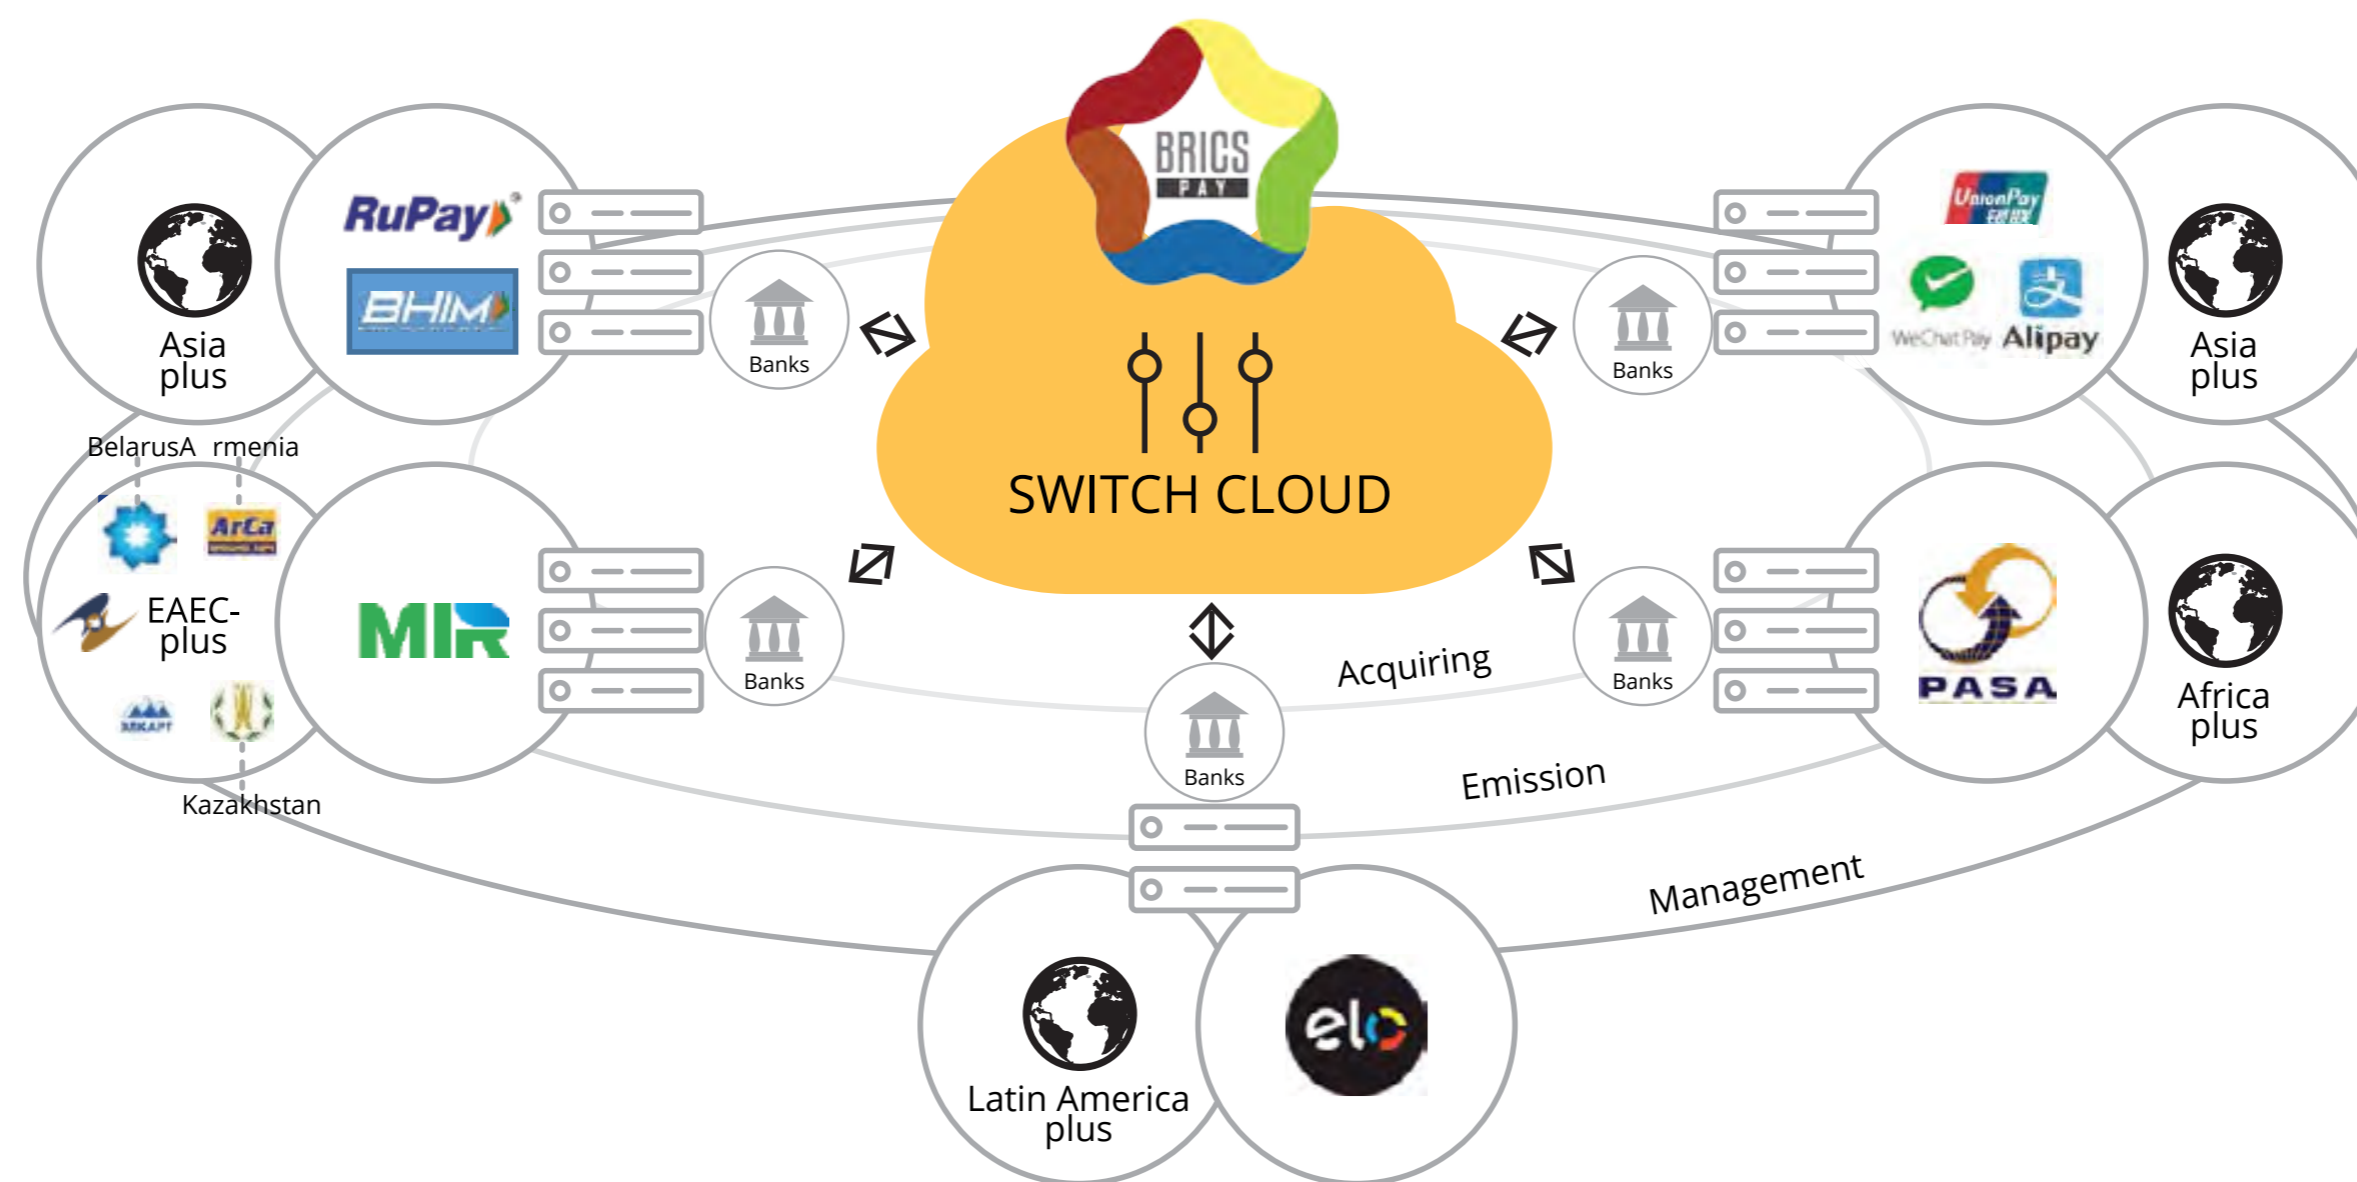 BRICS
PAY
RuPay
BHIM
Asia
plus
Banks
SWITCH CLOUD
Banks
UnionPay
银联
WeChat Pay
Alipay
Asia
plus
BelarusA rmenia
ArCa
EAEC-
plus
ЭЛКАРТ
Kazakhstan
MIR
Banks
Banks
Acquiring
Banks
PASA
Africa
plus
Emission
Management
Latin America
plus
elo